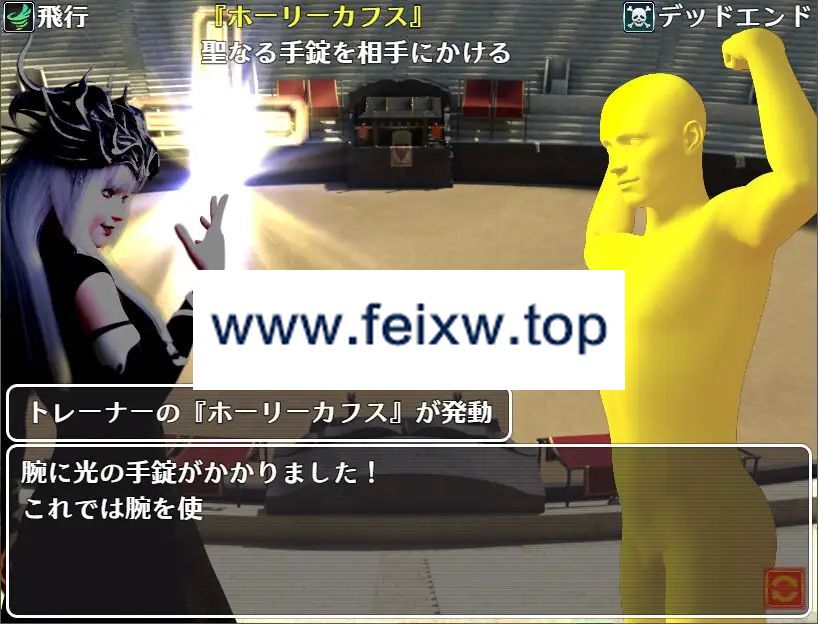 飛行
『ホーリーカフス』
デッドエンド
聖なる手錠を相手にかける
www.feixw.top
トレーナーの『ホーリーカフス』が発動
腕に光の手錠がかかりました！
これでは腕を使